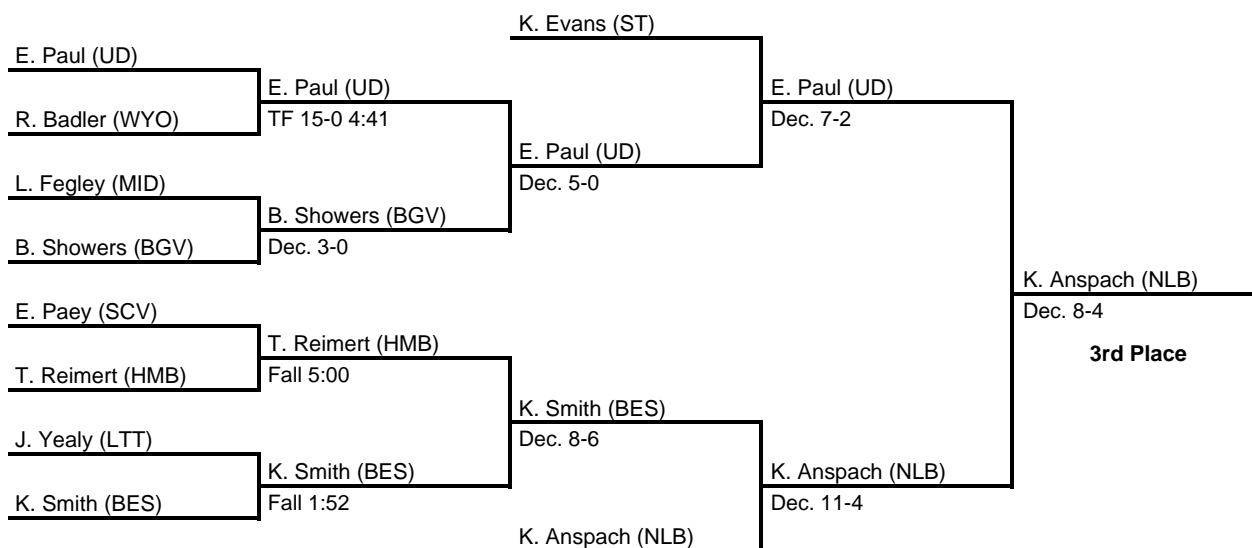 K. Evans (ST)
E. Paul (UD)
E. Paul (UD)
E. Paul (UD)
R. Badler (WYO)
TF 15-0 4:41
Dec. 7-2
E. Paul (UD)
L. Fegley (MID)
Dec. 5-0
B. Showers (BGV)
B. Showers (BGV)
Dec. 3-0
K. Anspach (NLB)
E. Paey (SCV)
Dec. 8-4
T. Reimert (HMB)
3rd Place
T. Reimert (HMB)
Fall 5:00
K. Smith (BES)
J. Yealy (LTT)
Dec. 8-6
K. Smith (BES)
K. Anspach (NLB)
K. Smith (BES)
Fall 1:52
Dec. 11-4
K. Anspach (NLB)